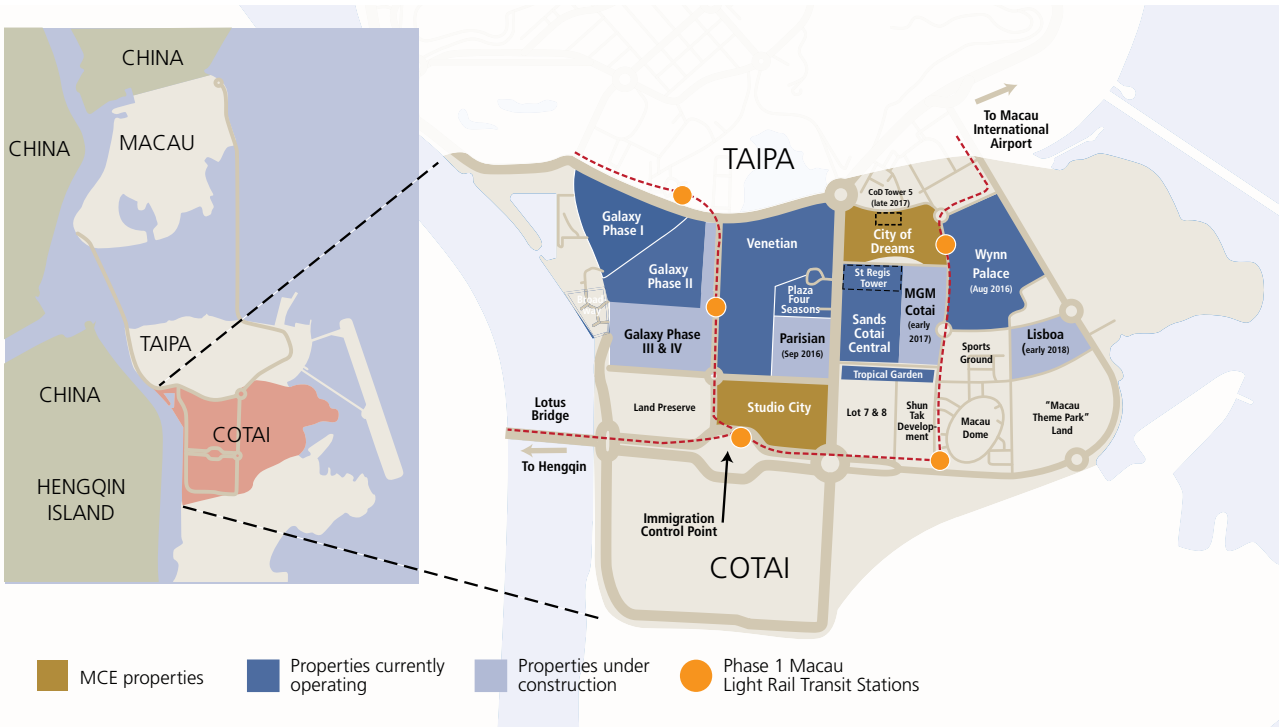 CHINA
CHINA
MACAU
TAIPA
CHINA
COTAI
HENGQIN
ISLAND
To Macau
International
Airport
TAIPA
CoD Tower 5
(late 2017)
Galaxy
Phase I
City of
Dreams
Venetian
Wynn
Palace
(Aug 2016)
Galaxy
Phase II
St Regis
Tower
Plaza
Four
Seasons
MGM
Cotai
(early
2017)
Galaxy Phase
III & IV
Parisian
(Sep 2016)
Sands
Cotai
Central
Sports
Ground
Lisboa
(early 2018)
Tropical Garden
Lotus
Bridge
Land Preserve
Studio City
Lot 7 & 8
Shun
Tak
Develop-
ment
Macau
Dome
"Macau
Theme Park"
Land
To Hengqin
Immigration
Control Point
COTAI
MCE properties
Properties currently
operating
Properties under
construction
Phase 1 Macau
Light Rail Transit Stations